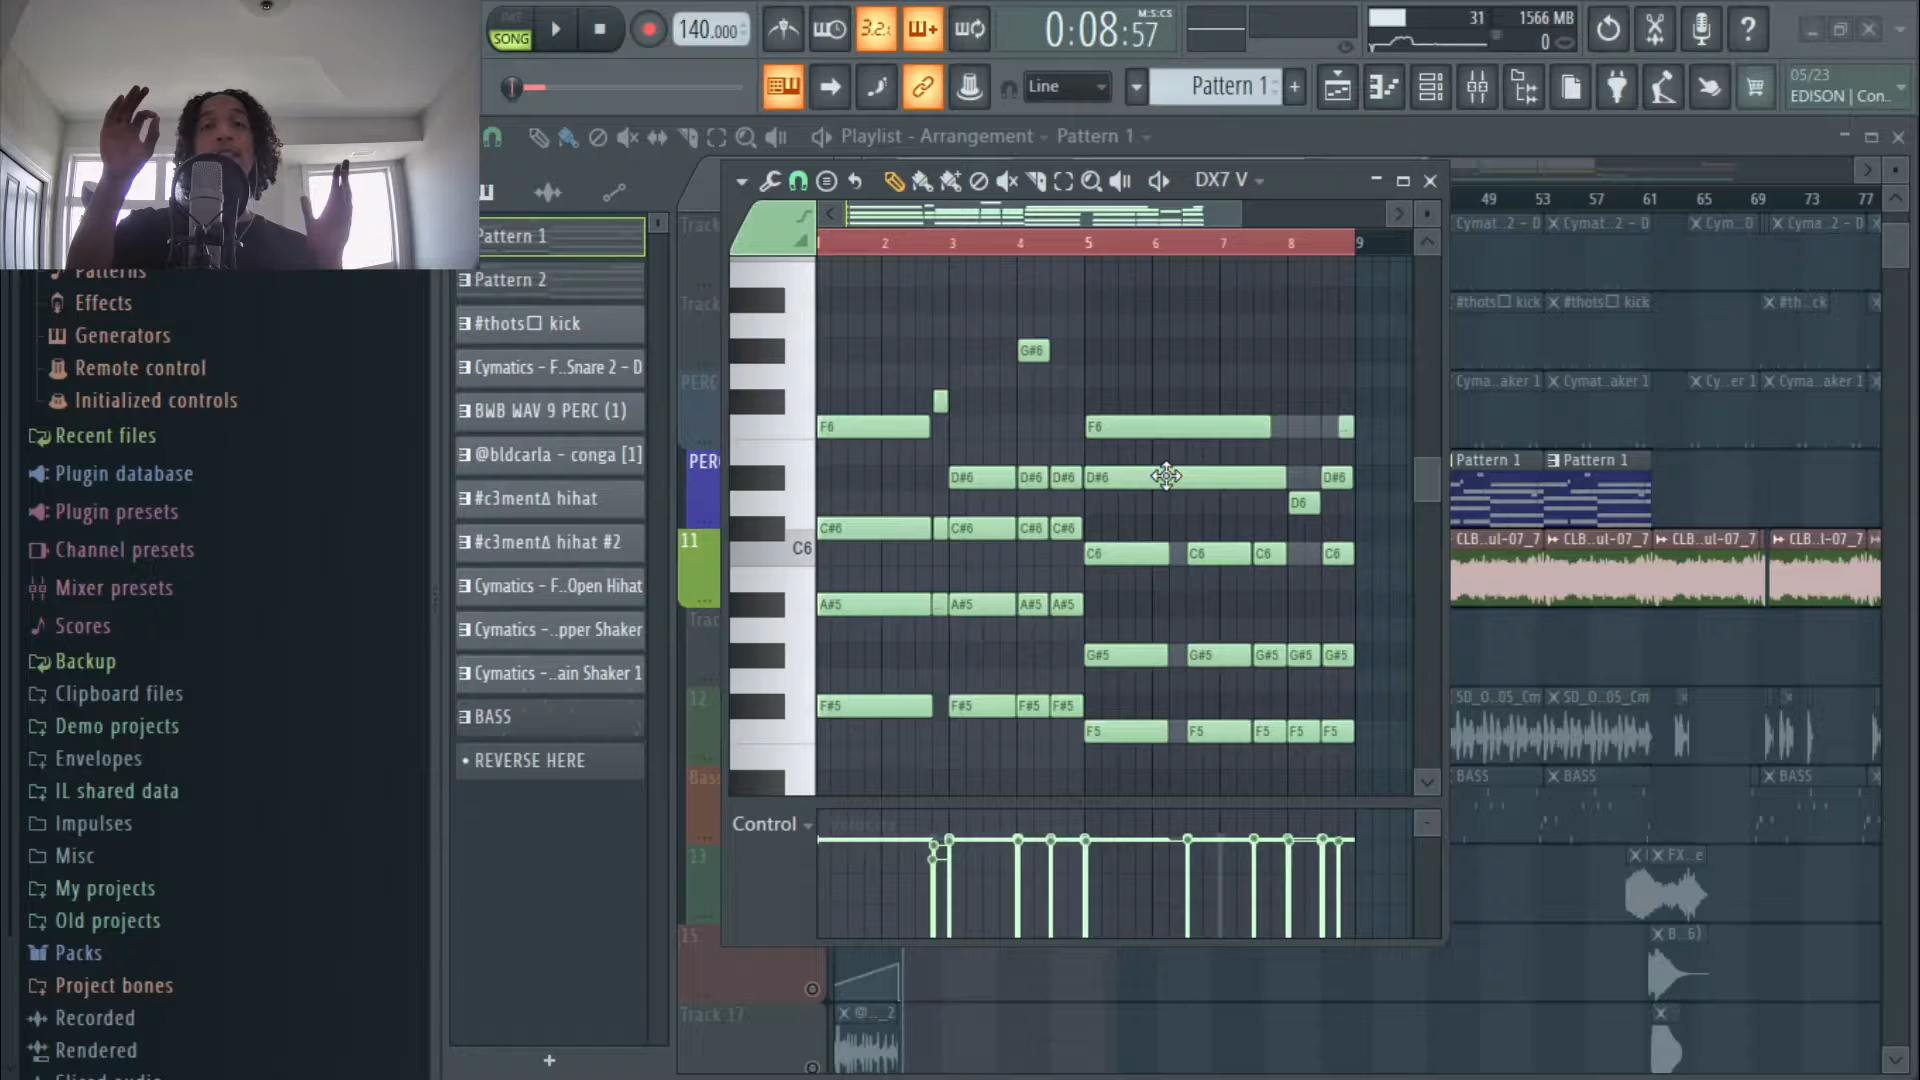 PAT
SONG
140.000
3.2.
0:08:57
M:S:CS
31
1566 MB
0
Line
Pattern 1
05/23
EDISON | Con..
Playlist - Arrangement
Pattern 1
DX7 V
49 53 57 61 65 69 73 77
2 3 4 5 6 7 8 9
Patterns
Effects
Generators
Remote control
Initialized controls
Recent files
Plugin database
Plugin presets
Channel presets
Mixer presets
Scores
Backup
Clipboard files
Demo projects
Envelopes
IL shared data
Impulses
Misc
My projects
Old projects
Packs
Project bones
Recorded
Rendered
Pattern 1
Pattern 2
#thots☐ kick
Cymatics - F..Snare 2 - D
BWB WAV 9 PERC (1)
@bldcarla - conga [1]
#c3mentΔ hihat
#c3mentΔ hihat #2
Cymatics - F..Open Hihat
Cymatics -..pper Shaker
Cymatics -..ain Shaker 1
BASS
REVERSE HERE
Track
Track
PERC
PER
11
Trac
12
Bass
13
15
Track 17
G#6
F6 F6
D#6 D#6 D#6 D#6 D#6
D6
C#6 C#6 C#6 C#6
C6
C6 C6 C6 C6
A#5 A#5 A#5 A#5
G#5 G#5 G#5 G#5 G#5
F#5 F#5 F#5 F#5
F5 F5 F5 F5 F5
Control
Cymat..2 - D Cymat..2 - D Cym..D Cyma..2 - D
#thots☐ kick #thots☐ kick #th..ck
Cyma..aker 1 Cymat..aker 1 Cy..er 1 Cyma..aker 1
Pattern 1 Pattern 1
CLB..ul-07_7 CLB..ul-07_7 CLB..ul-07_7 CLB..l-07_7
SD_O..05_Cm SD_O..05_Cm
BASS BASS BASS
FX..e
B..6)
@.._2